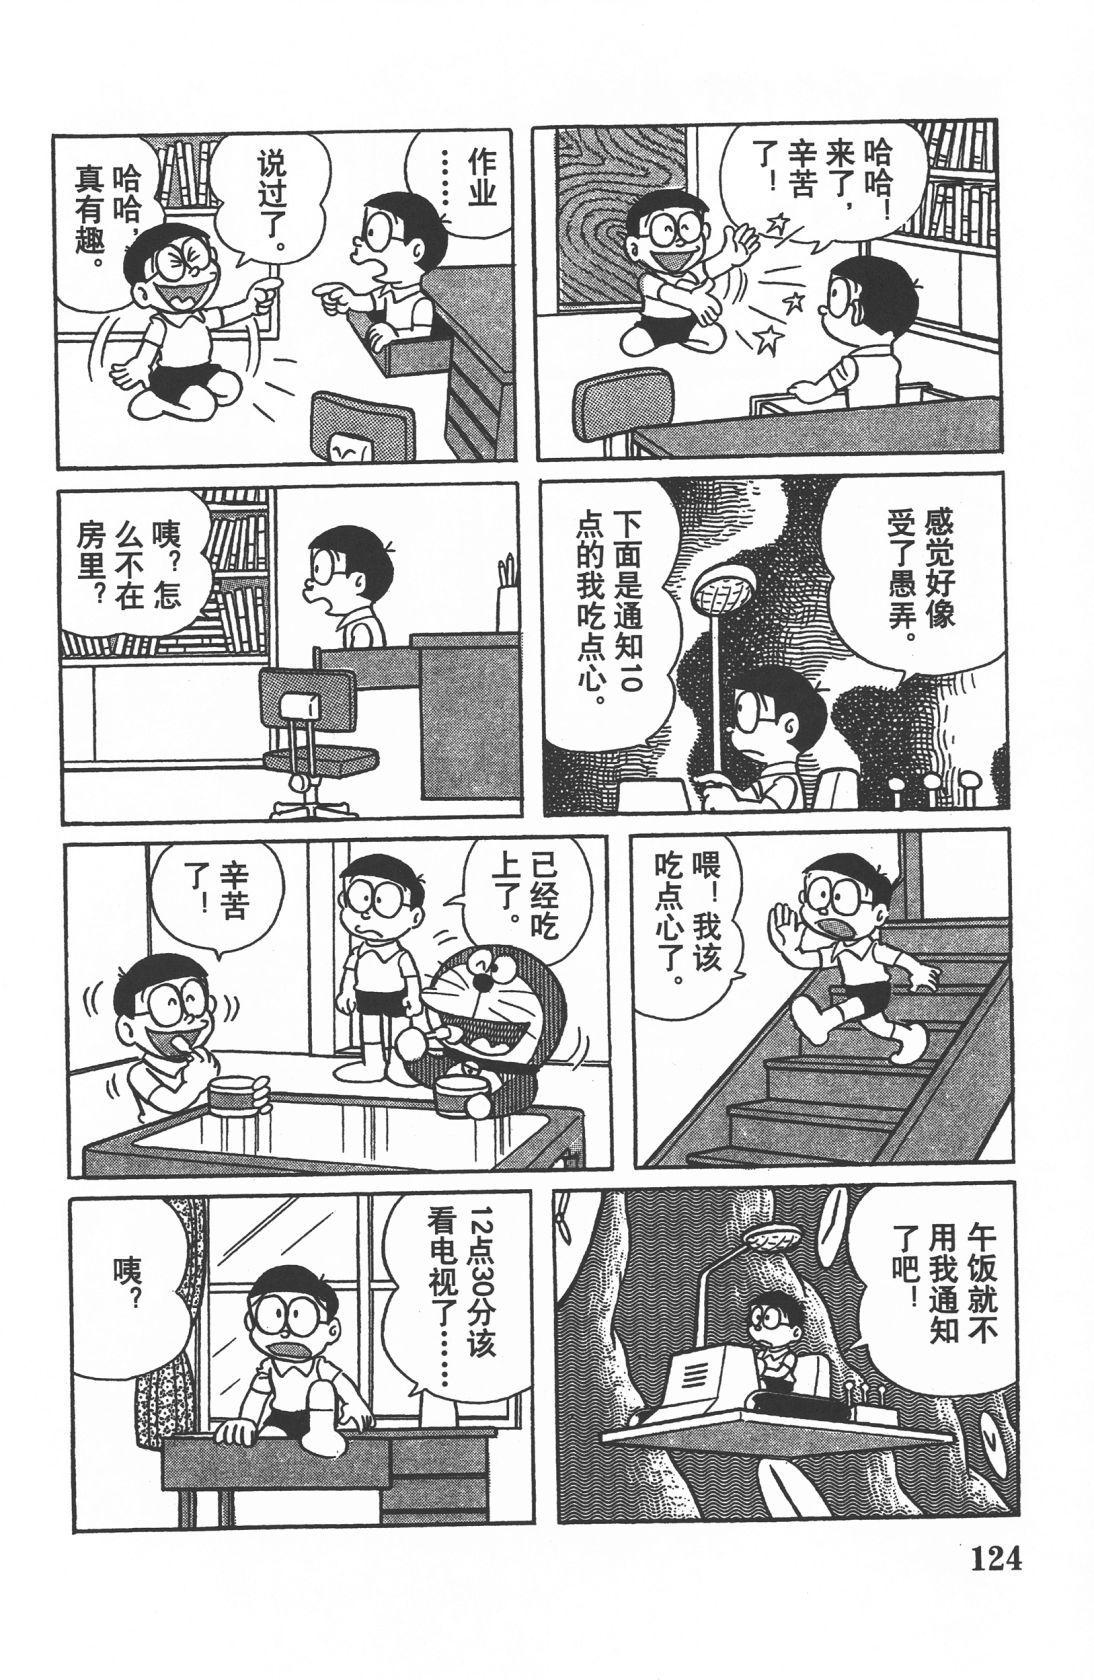 哈哈！
来了，
辛苦
了！
作业
……
说过了。
哈哈，
真有趣。
感觉好像
受了愚弄。
下面是通知10
点的我吃点心。
咦？怎
么不在
房里？
喂！我该
吃点心了。
已经吃
上了。
辛苦
了！
午饭就不
用我通知
了吧！
12点30分该
看电视了……
咦？
124